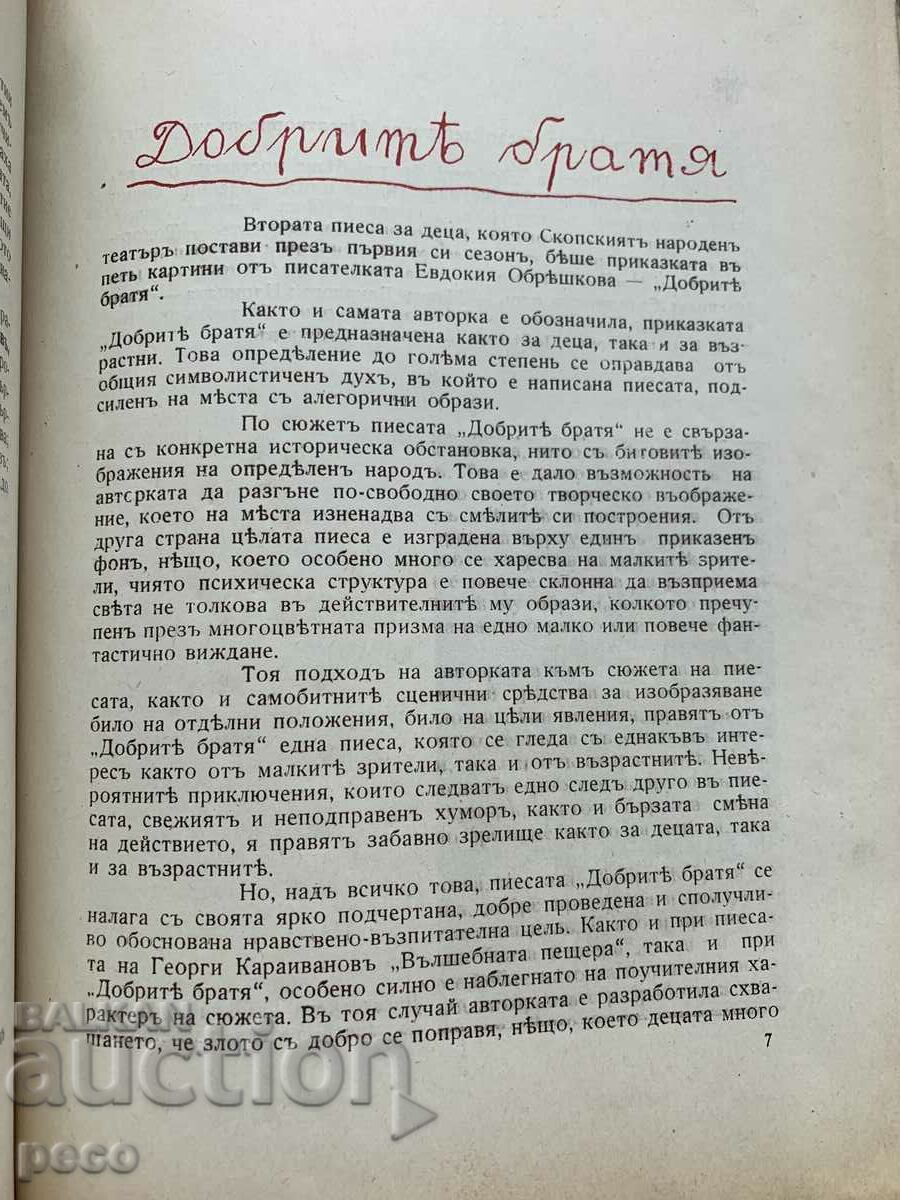 Добритѣ братя
Втората пиеса за деца, която Скопскиятъ народенъ
театъръ постави презъ първия си сезонъ, бѣше приказката въ
петь картини отъ писателката Евдокия Обрѣшкова — „Добритѣ
братя“.
Както и самата авторка е обозначила, приказката
„Добритѣ братя“ е предназначена както за деца, така и за въз-
растни. Това опредѣление до голѣма степень се оправдава отъ
общия символистиченъ духъ, въ който е написана пиесата, под-
силенъ на мѣста съ алегорични образи.
По сюжетъ пиесата „Добритѣ братя“ не е свърза-
на съ конкретна историческа обстановка, нито съ битовитѣ изо-
бражения на опредѣленъ народъ. Това е дало възможность на
авторката да разгъне по-свободно своето творческо въображе-
ние, което на мѣста изненадва съ смѣлитѣ си построения. Отъ
друга страна цѣлата пиеса е изградена върху единъ приказенъ
фонъ, нѣщо, което особено много се харесва на малкитѣ зрите-
ли, чиято психическа структура е повече склонна да възприема
свѣта не толкова въ действителнитѣ му образи, колкото пречу-
пенъ презъ многоцвѣтната призма на едно малко или повече фан-
тастично виждане.
Тоя подходъ на авторката къмъ сюжета на пие-
сата, както и самобитнитѣ сценични срѣдства за изобразяване
било на отдѣлни положения, било на цѣли явления, правятъ отъ
„Добритѣ братя“ една пиеса, която се гледа съ еднакъвъ инте-
ресъ както отъ малкитѣ зрители, така и отъ възрастнитѣ. Невѣ-
роятнитѣ приключения, които следватъ едно следъ друго въ пие-
сата, свежиятъ и неподправенъ хуморъ, както и бързата смѣна
на действието, я правятъ забавно зрелище както за децата, така
и за възрастнитѣ.
Но, надъ всичко това, пиесата „Добритѣ братя“ се
налага съ своята ярко подчертана, добре проведена и сполучли-
во обоснована нравствено-възпитателна цель. Както и при пиеса-
та на Георги Караивановъ „Вълшебната пещера“, така и при
„Добритѣ братя“, особено силно е наблегнато на поучителния ха-
рактеръ на сюжета. Въ тоя случай авторката е разработила схва-
щането, че злото съ добро се поправя, нѣщо, което децата много
7
BALKAN
auction
peco